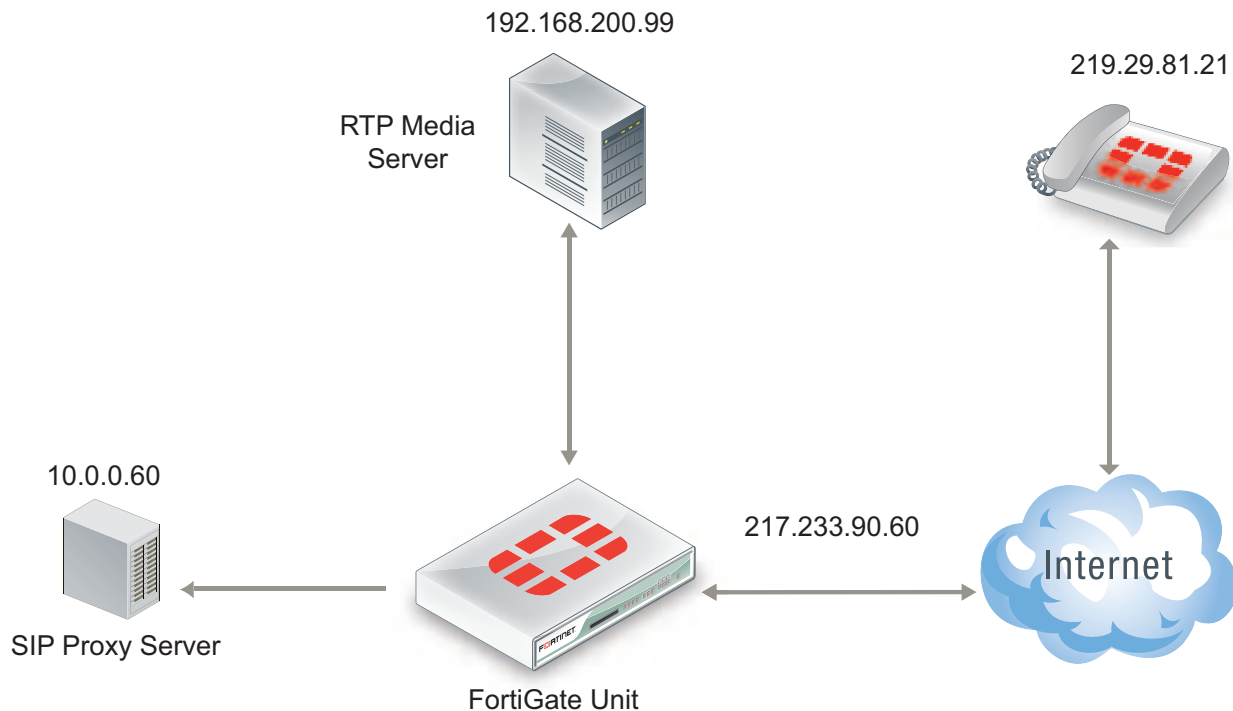 192.168.200.99
219.29.81.21
RTP Media
Server
10.0.0.60
217.233.90.60
Internet
FORTINET
SIP Proxy Server
FortiGate Unit